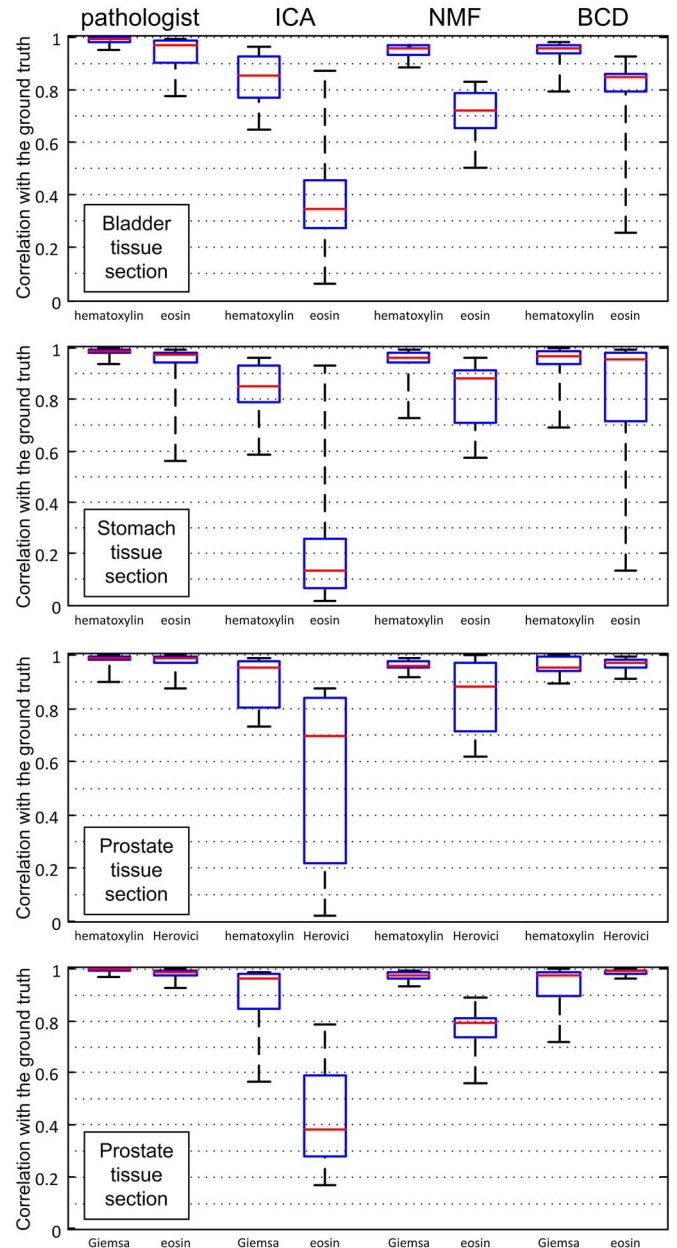 pathologist ICA NMF BCD
Correlation with the ground truth
1
0.8
0.6
0.4
0.2
0
Bladder
tissue
section
hematoxylin eosin hematoxylin eosin hematoxylin eosin hematoxylin eosin
Correlation with the ground truth
1
0.8
0.6
0.4
0.2
0
Stomach
tissue
section
hematoxylin eosin hematoxylin eosin hematoxylin eosin hematoxylin eosin
Correlation with the ground truth
1
0.8
0.6
0.4
0.2
0
Prostate
tissue
section
hematoxylin Herovici hematoxylin Herovici hematoxylin Herovici hematoxylin Herovici
Correlation with the ground truth
1
0.8
0.6
0.4
0.2
0
Prostate
tissue
section
Giemsa eosin Giemsa eosin Giemsa eosin Giemsa eosin